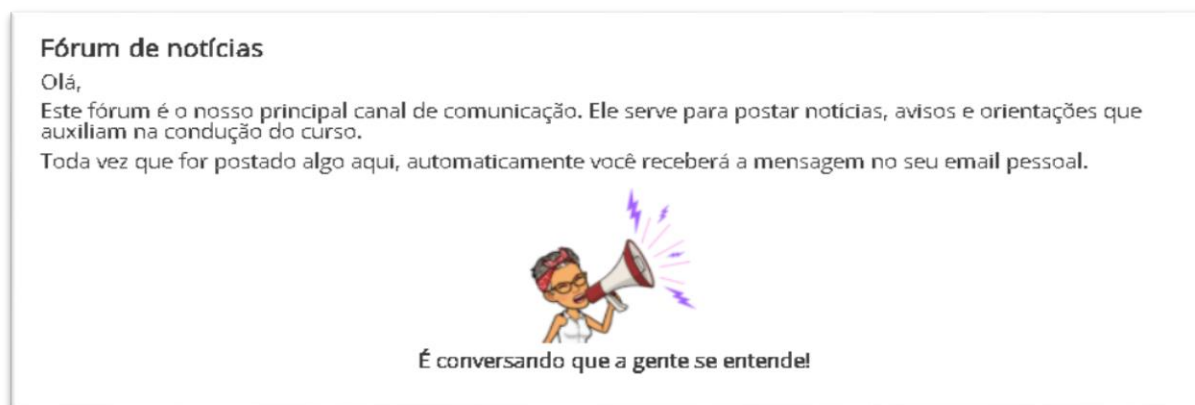 Fórum de notícias
Olá,
Este fórum é o nosso principal canal de comunicação. Ele serve para postar notícias, avisos e orientações que
auxiliam na condução do curso.
Toda vez que for postado algo aqui, automaticamente você receberá a mensagem no seu email pessoal.
É conversando que a gente se entende!